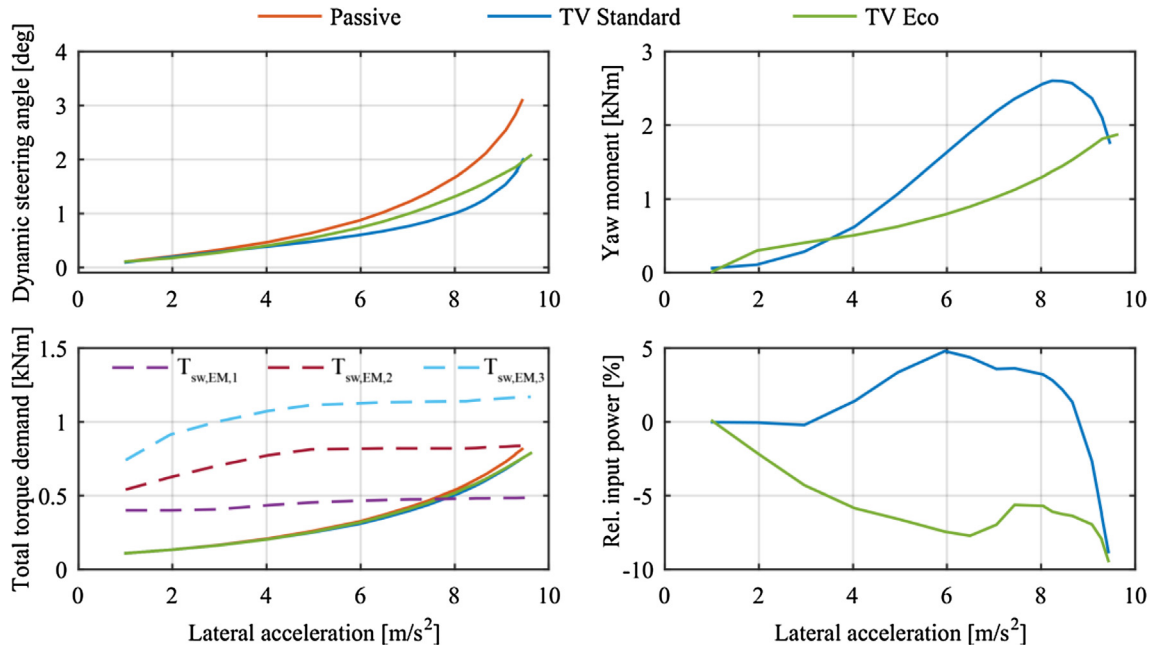 Passive TV Standard TV Eco
Dynamic steering angle [deg]
4
3
2
1
0
0 2 4 6 8 10
Yaw moment [kNm]
3
2
1
0
0 2 4 6 8 10
Total torque demand [kNm]
1.5
1
0.5
0
T_sw,EM,1 T_sw,EM,2 T_sw,EM,3
0 2 4 6 8 10
Lateral acceleration [m/s²]
Rel. input power [%]
5
0
-5
-10
0 2 4 6 8 10
Lateral acceleration [m/s²]